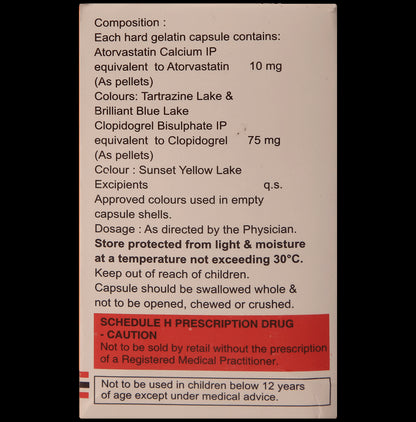 Composition :
Each hard gelatin capsule contains:
Atorvastatin Calcium IP
equivalent to Atorvastatin 10 mg
(As pellets)
Colours: Tartrazine Lake &
Brilliant Blue Lake
Clopidogrel Bisulphate IP
equivalent to Clopidogrel 75 mg
(As pellets)
Colour : Sunset Yellow Lake
Excipients q.s.
Approved colours used in empty
capsule shells.
Dosage : As directed by the Physician.
Store protected from light & moisture
at a temperature not exceeding 30°C.
Keep out of reach of children.
Capsule should be swallowed whole &
not to be opened, chewed or crushed.
SCHEDULE H PRESCRIPTION DRUG
- CAUTION
Not to be sold by retail without the prescription
of a Registered Medical Practitioner.
Not to be used in children below 12 years
of age except under medical advice.